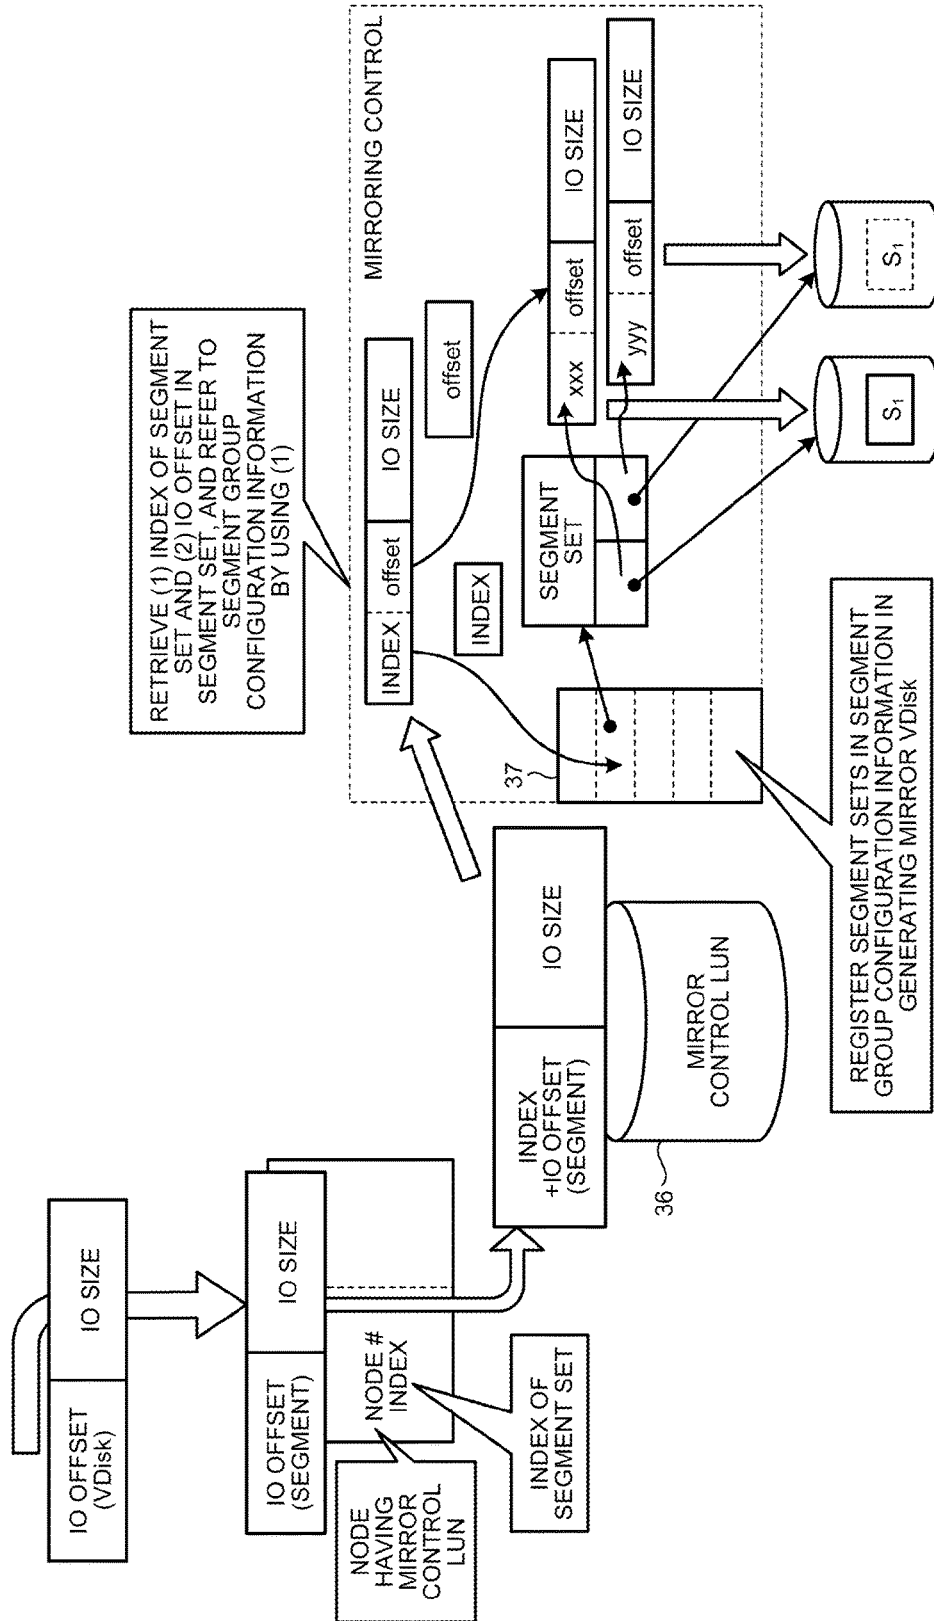 IO OFFSET
(VDisk)
IO SIZE
IO OFFSET
(SEGMENT)
IO SIZE
NODE #
INDEX
NODE
HAVING
MIRROR
CONTROL
LUN
INDEX OF
SEGMENT SET
INDEX
+IO OFFSET
(SEGMENT)
IO SIZE
MIRROR
CONTROL LUN
36
RETRIEVE (1) INDEX OF SEGMENT
SET AND (2) IO OFFSET IN
SEGMENT SET, AND REFER TO
SEGMENT GROUP
CONFIGURATION INFORMATION
BY USING (1)
MIRRORING CONTROL
INDEX
offset
IO SIZE
INDEX
offset
37
SEGMENT
SET
xxx
offset
IO SIZE
yyy
offset
IO SIZE
S1
S1
REGISTER SEGMENT SETS IN SEGMENT
GROUP CONFIGURATION INFORMATION IN
GENERATING MIRROR VDisk